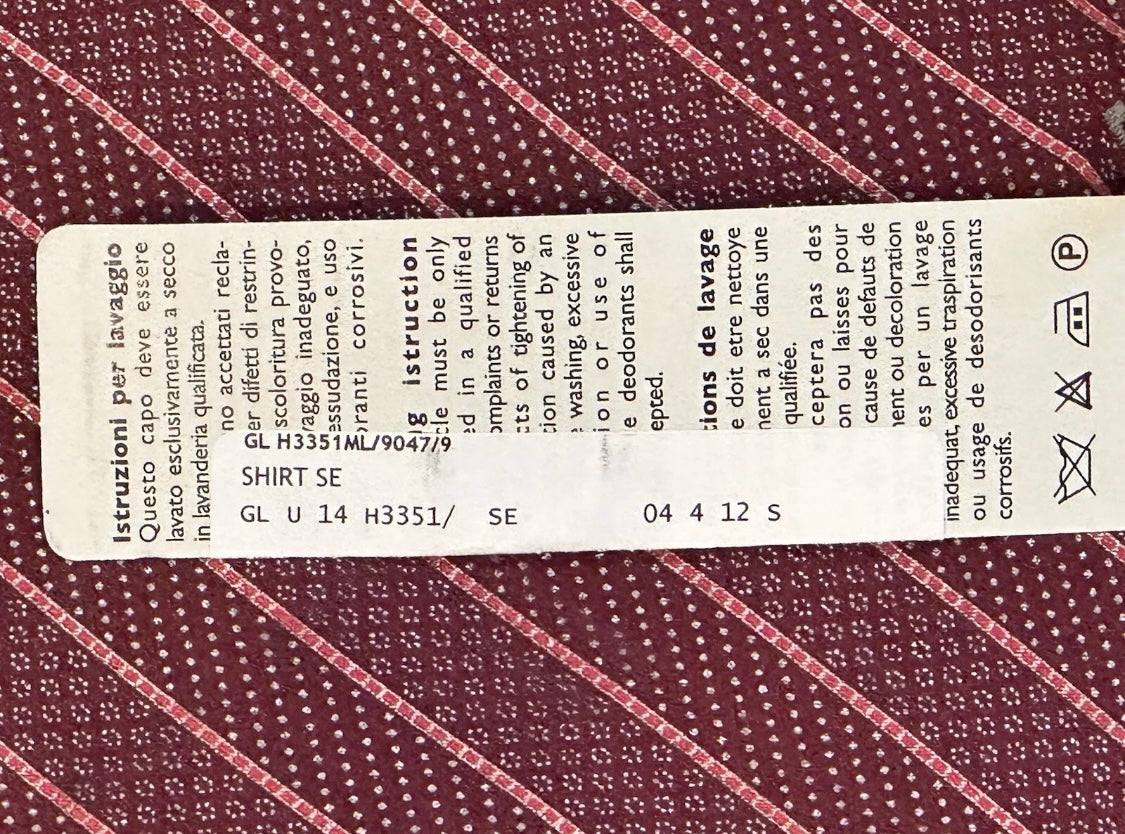 Istruzioni per lavaggio
Questo capo deve essere
lavato esclusivamente a secco
in lavanderia qualificata.
no accettati recla-
er difetti di restrin-
scoloritura provo-
vaggio inadeguato,
essudazione, e uso
oranti corrosivi.
g istruction
cle must be only
ed in a qualified
omplaints or returns
cts of tightening of
tion caused by an
e washing, excessive
ion or use of
e deodorants shall
epted.
tions de lavage
e doit etre nettoye
nent a sec dans une
qualifiée.
ceptera pas des
on ou laisses pour
cause de defauts de
nent ou decoloration
es per un lavage
inadequat, excessive traspiration
ou usage de desodorisants
corrosifs.
P
GL H3351ML/9047/9
SHIRT SE
GL U 14 H3351/ SE 04 4 12 S